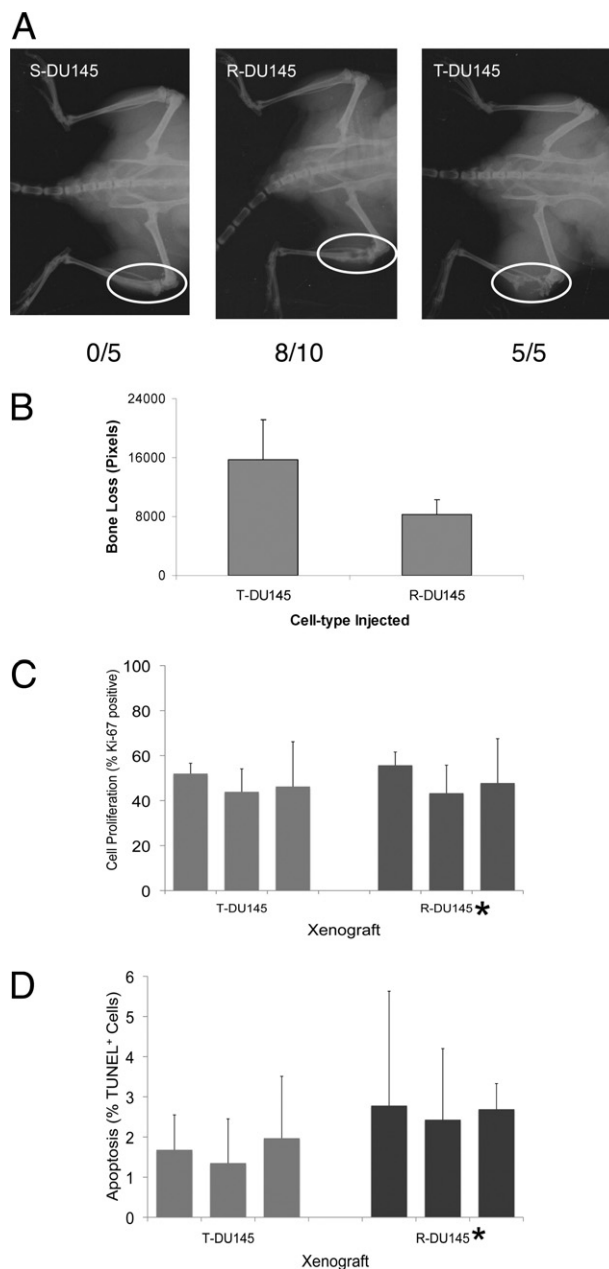 A
S-DU145
R-DU145
T-DU145
0/5
8/10
5/5
B
Bone Loss (Pixels)
24000
16000
8000
0
T-DU145
R-DU145
Cell-type Injected
C
Cell Proliferation (% Ki-67 positive)
100
80
60
40
20
0
T-DU145
R-DU145*
Xenograft
D
Apoptosis (% TUNEL+ Cells)
6
5
4
3
2
1
0
T-DU145
R-DU145*
Xenograft